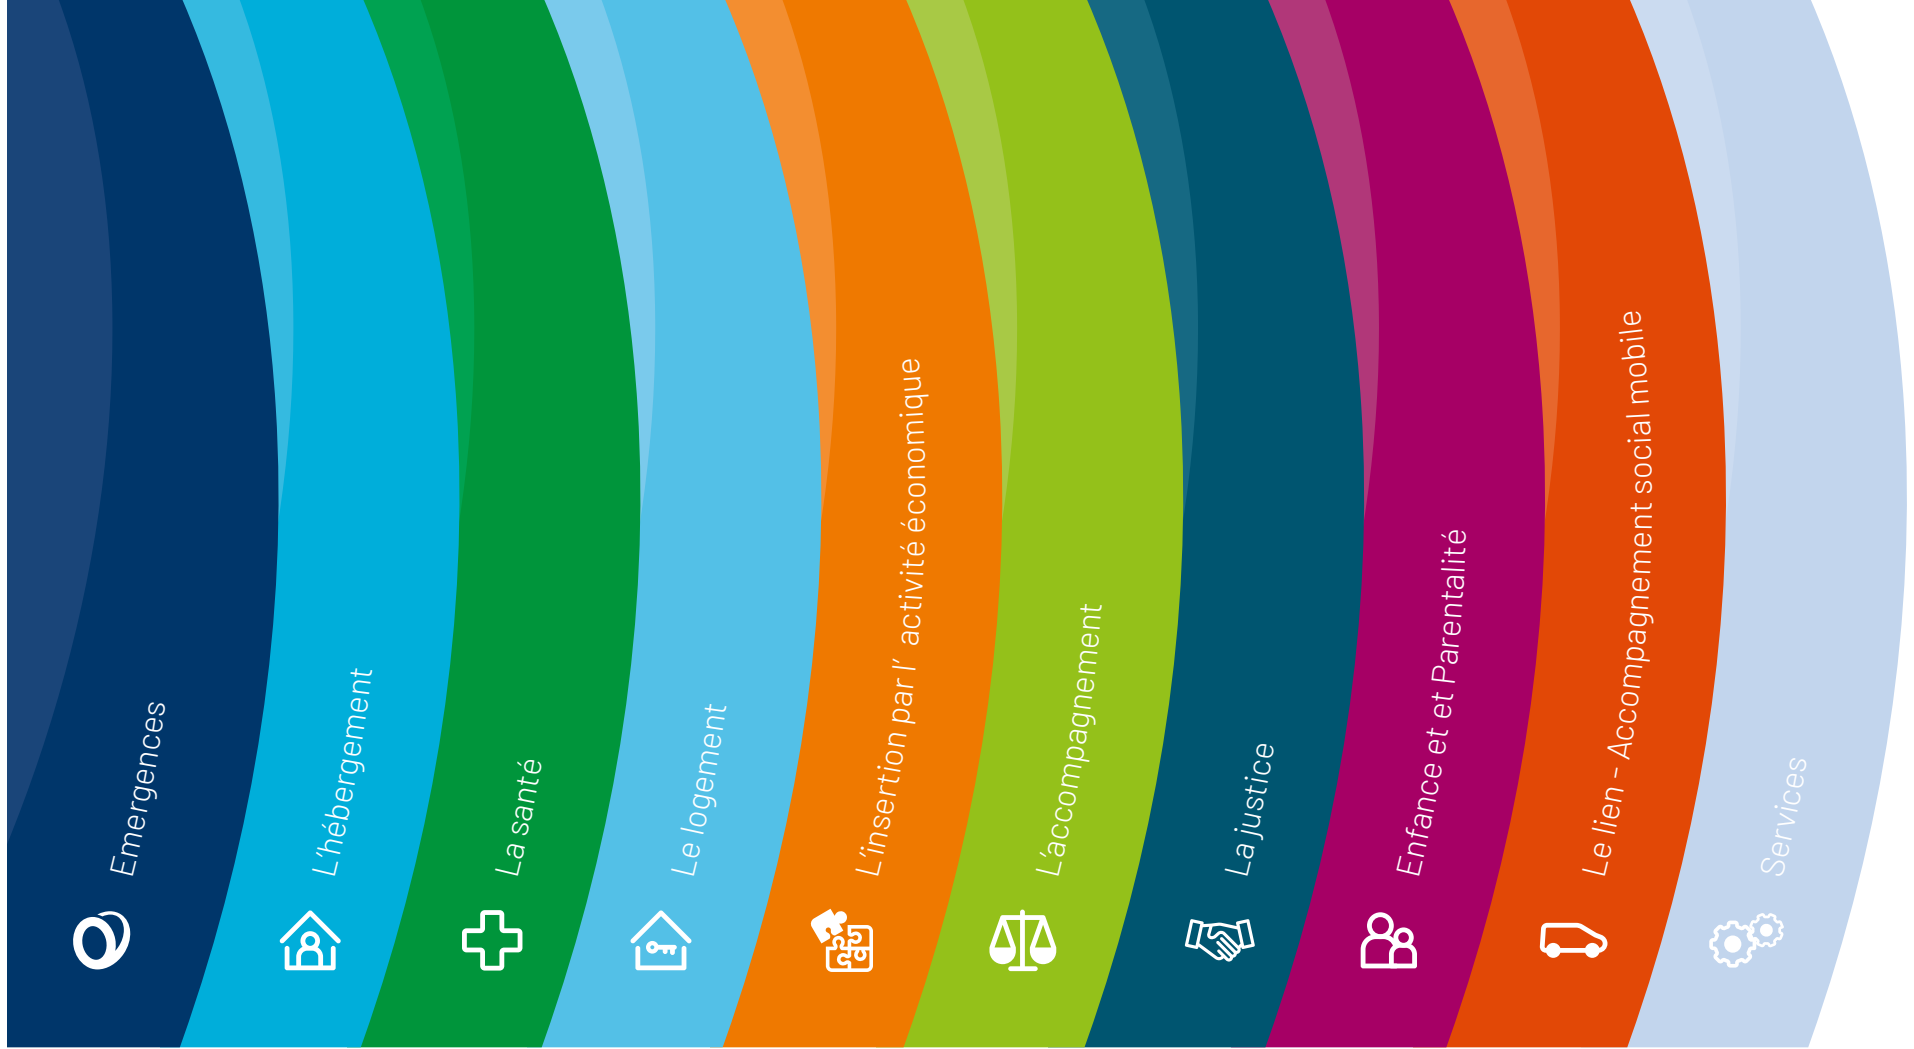 Emergences
L'hébergement
La santé
Le logement
L'insertion par l' activité économique
L'accompagnement
La justice
Enfance et et Parentalité
Le lien - Accompagnement social mobile
Services